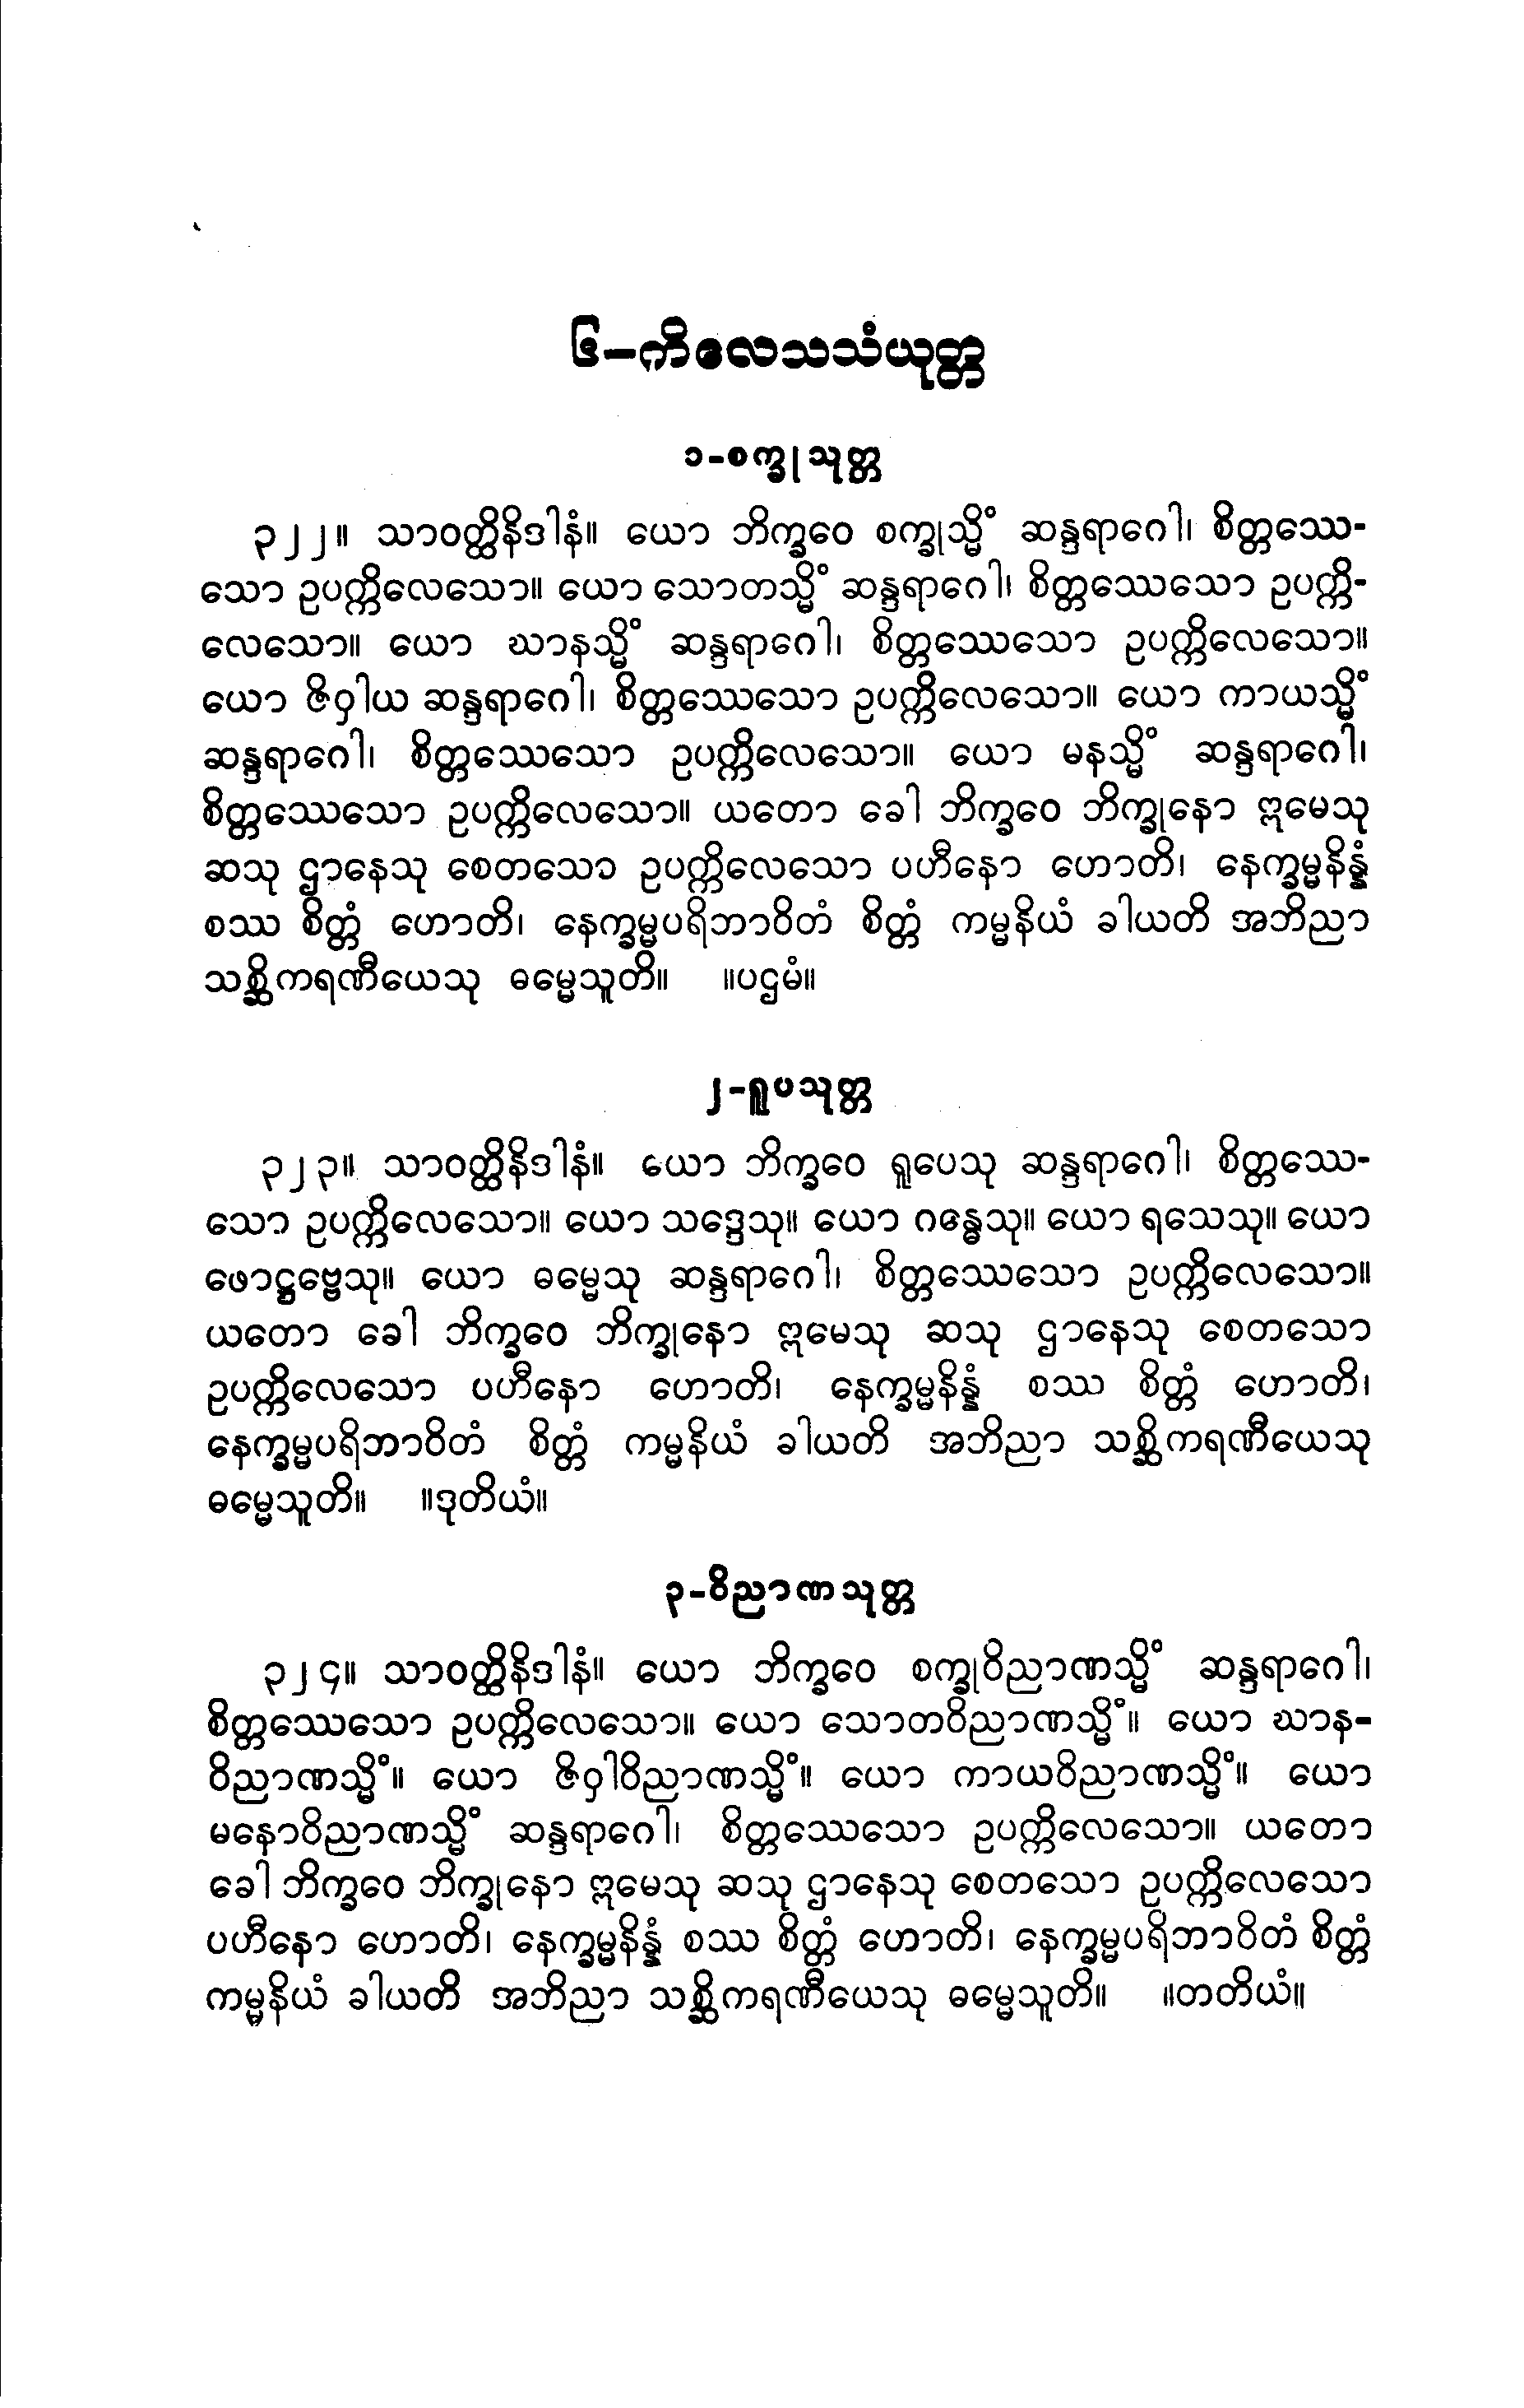 ၆–ကိလေသသံယုတ္တ
၁-စက္ခုသုတ္တ
၃၂၂။ သာဝတ္ထိနိဒါနံ။ ယော ဘိက္ခဝေ စက္ခုသ္မိံ ဆန္ဒရာဂေါ၊ စိတ္တဿေ-
သော ဥပက္ကိလေသော။ ယော သောတသ္မိံ ဆန္ဒရာဂေါ၊ စိတ္တဿေသော ဥပက္ကိ-
လေသော။ ယော ဃာနသ္မိံ ဆန္ဒရာဂေါ၊ စိတ္တဿေသော ဥပက္ကိလေသော။
ယော ဇိဝှါယ ဆန္ဒရာဂေါ၊ စိတ္တဿေသော ဥပက္ကိလေသော။ ယော ကာယသ္မိံ
ဆန္ဒရာဂေါ၊ စိတ္တဿေသော ဥပက္ကိလေသော။ ယော မနသ္မိံ ဆန္ဒရာဂေါ၊
စိတ္တဿေသော ဥပက္ကိလေသော။ ယတော ခေါ ဘိက္ခဝေ ဘိက္ခုနော ဣမေသု
ဆသု ဌာနေသု စေတသော ဥပက္ကိလေသော ပဟီနော ဟောတိ၊ နေက္ခမ္မနိန္နံ
စဿ စိတ္တံ ဟောတိ၊ နေက္ခမ္မပရိဘာဝိတံ စိတ္တံ ကမ္မနိယံ ခါယတိ အဘိညာ
သစ္ဆိကရဏီယေသု ဓမ္မေသူတိ။ ။ပဌမံ။
၂-ရူပသုတ္တ
၃၂၃။ သာဝတ္ထိနိဒါနံ။ ယော ဘိက္ခဝေ ရူပေသု ဆန္ဒရာဂေါ၊ စိတ္တဿေ-
သော ဥပက္ကိလေသော။ ယော သဒ္ဒေသု။ ယော ဂန္ဓေသု။ ယော ရသေသု။ ယော
ဖောဋ္ဌဗ္ဗေသု။ ယော ဓမ္မေသု ဆန္ဒရာဂေါ၊ စိတ္တဿေသော ဥပက္ကိလေသော။
ယတော ခေါ ဘိက္ခဝေ ဘိက္ခုနော ဣမေသု ဆသု ဌာနေသု စေတသော
ဥပက္ကိလေသော ပဟီနော ဟောတိ၊ နေက္ခမ္မနိန္နံ စဿ စိတ္တံ ဟောတိ၊
နေက္ခမ္မပရိဘာဝိတံ စိတ္တံ ကမ္မနိယံ ခါယတိ အဘိညာ သစ္ဆိကရဏီယေသု
ဓမ္မေသူတိ။ ။ဒုတိယံ။
၃-ဝိညာဏသုတ္တ
၃၂၄။ သာဝတ္ထိနိဒါနံ။ ယော ဘိက္ခဝေ စက္ခုဝိညာဏသ္မိံ ဆန္ဒရာဂေါ၊
စိတ္တဿေသော ဥပက္ကိလေသော။ ယော သောတဝိညာဏသ္မိံ။ ယော ဃာန-
ဝိညာဏသ္မိံ။ ယော ဇိဝှါဝိညာဏသ္မိံ။ ယော ကာယဝိညာဏသ္မိံ။ ယော
မနောဝိညာဏသ္မိံ ဆန္ဒရာဂေါ၊ စိတ္တဿေသော ဥပက္ကိလေသော။ ယတော
ခေါ ဘိက္ခဝေ ဘိက္ခုနော ဣမေသု ဆသု ဌာနေသု စေတသော ဥပက္ကိလေသော
ပဟီနော ဟောတိ၊ နေက္ခမ္မနိန္နံ စဿ စိတ္တံ ဟောတိ၊ နေက္ခမ္မပရိဘာဝိတံ စိတ္တံ
ကမ္မနိယံ ခါယတိ အဘိညာ သစ္ဆိကရဏီယေသု ဓမ္မေသူတိ။ ။တတိယံ။